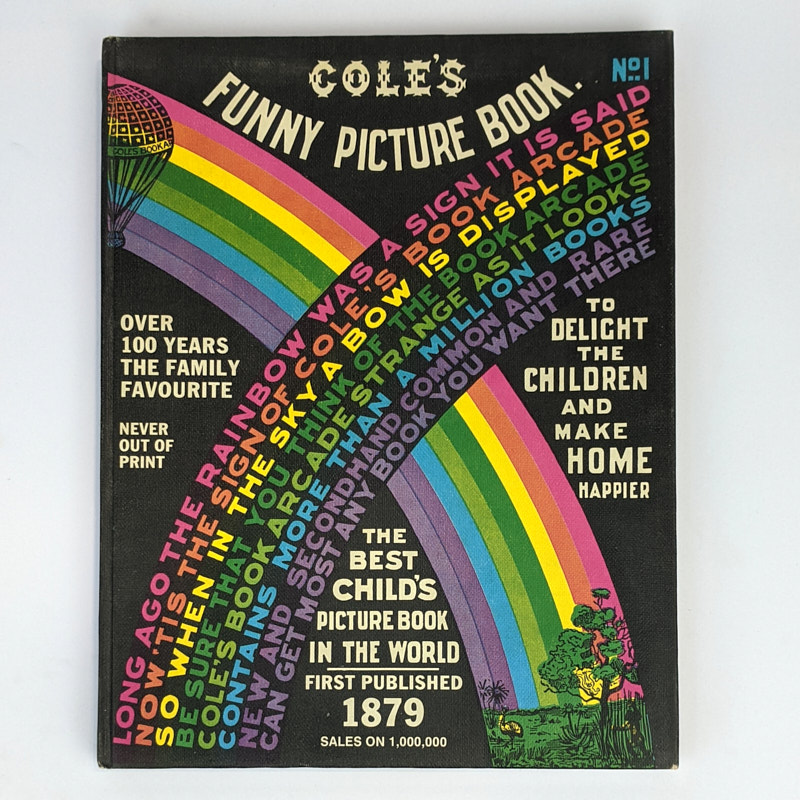 COLE'S
FUNNY PICTURE BOOK.
No 1
COLE'S BOOK AR
LONG AGO THE RAINBOW WAS A SIGN IT IS SAID
NOW 'TIS THE SIGN OF COLE'S BOOK ARCADE
SO WHEN IN THE SKY A BOW IS DISPLAYED
BE SURE THAT YOU THINK OF THE BOOK ARCADE
COLE'S BOOK ARCADE STRANGE AS IT LOOKS
CONTAINS MORE THAN A MILLION BOOKS
NEW AND SECONDHAND COMMON AND RARE
CAN GET MOST ANY BOOK YOU WANT THERE
OVER
100 YEARS
THE FAMILY
FAVOURITE
NEVER
OUT OF
PRINT
TO
DELIGHT
THE
CHILDREN
AND
MAKE
HOME
HAPPIER
THE
BEST
CHILD'S
PICTURE BOOK
IN THE WORLD
FIRST PUBLISHED
1879
SALES ON 1,000,000